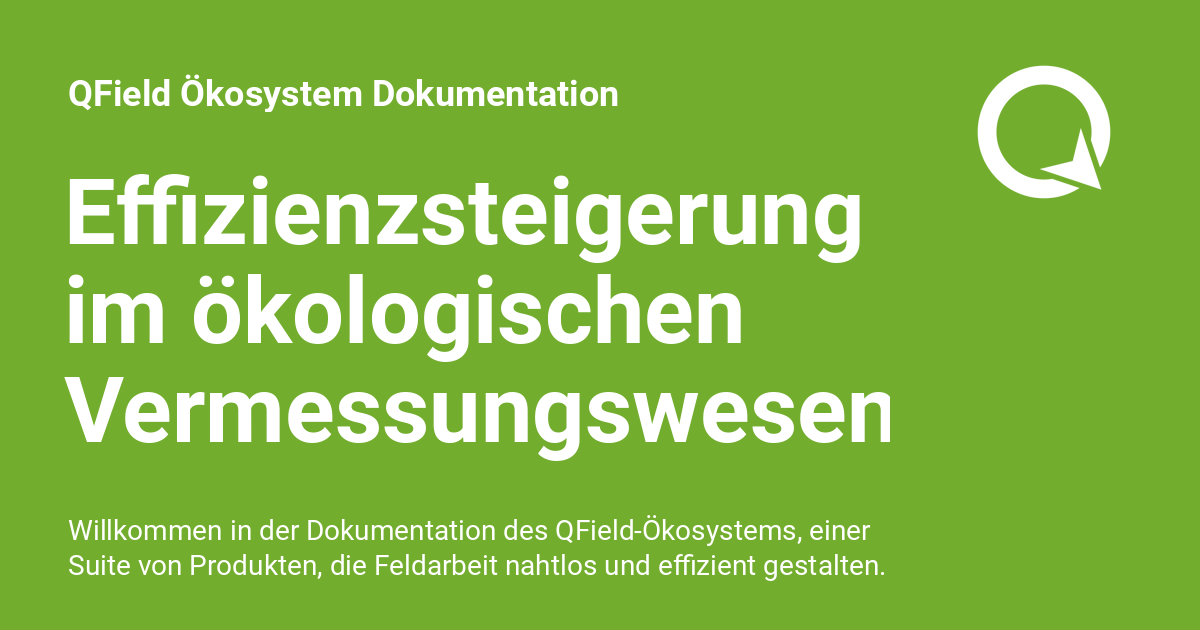 QField Ökosystem Dokumentation
Effizienzsteigerung
im ökologischen
Vermessungswesen
Willkommen in der Dokumentation des QField-Ökosystems, einer
Suite von Produkten, die Feldarbeit nahtlos und effizient gestalten.